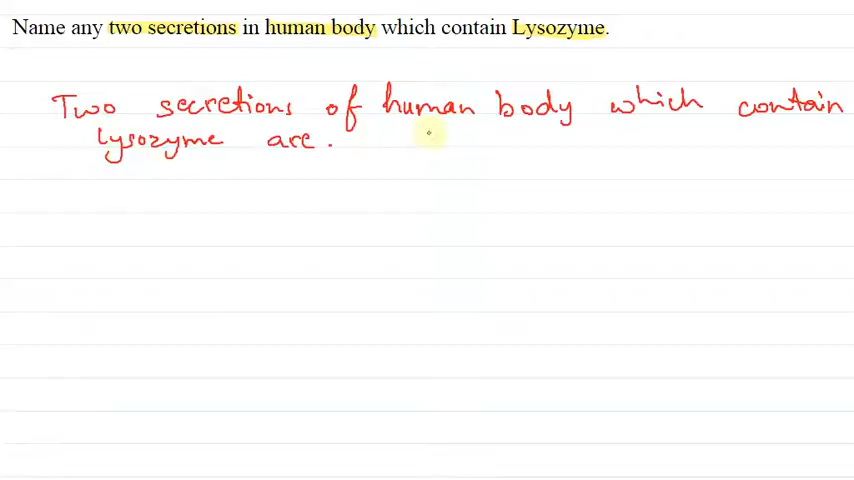 Name any two secretions in human body which contain Lysozyme.
Two secretions of human body which contain
Lysozyme are.